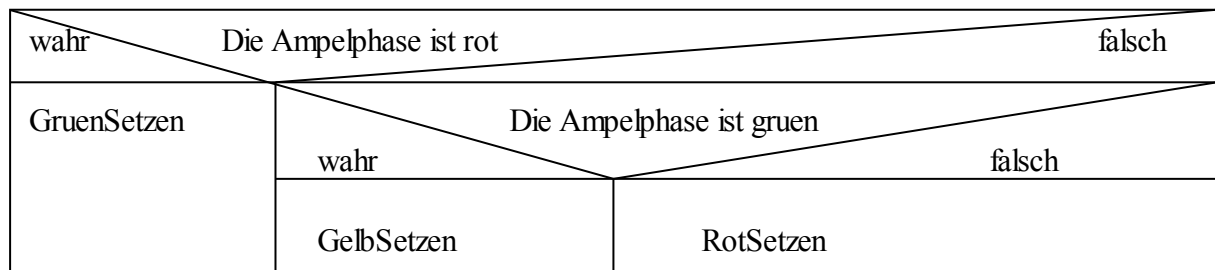 wahr Die Ampelphase ist rot falsch
GruenSetzen Die Ampelphase ist gruen
wahr falsch
GelbSetzen RotSetzen